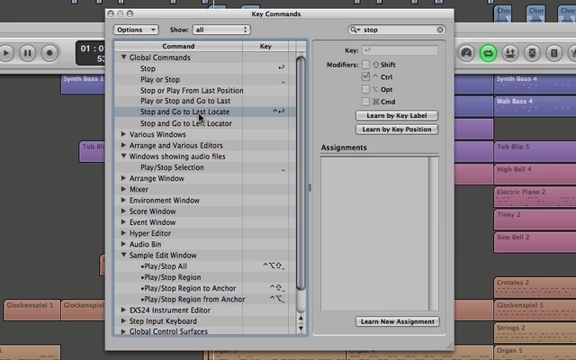 Key Commands
Options
Show: all
stop
Command Key
Global Commands
Stop ↩
Play or Stop _
Stop or Play From Last Position
Play or Stop and Go to Last
Stop and Go to Last Locate ^↩
Stop and Go to Left Locator
Various Windows
Arrange and Various Editors
Windows showing audio files
Play/Stop Selection _
Arrange Window
Mixer
Environment Window
Score Window
Event Window
Hyper Editor
Audio Bin
Sample Edit Window
•Play/Stop All ^⌥⇧_
•Play/Stop Region
•Play/Stop Region to Anchor ^⇧_
•Play/Stop Region from Anchor ^⌥_
EXS24 Instrument Editor
Step Input Keyboard
Global Control Surfaces
Key: ↩
Modifiers: ⇧ Shift
^ Ctrl
⌥ Opt
⌘ Cmd
Learn by Key Label
Learn by Key Position
Assignments
Learn New Assignment
01 : 0
Synth Bass 1
Tub Blip
Glockenspiel 1
Glockenspiel
Organ 5
Chor
Synth Bass 4
Wah Bass 4
Tub Blip 5
High Bell 4
Electric Piano 2
Tinky 2
Sine Bell 2
Crotales 2
Glockenspiel 6
Strings 2
Organ 5